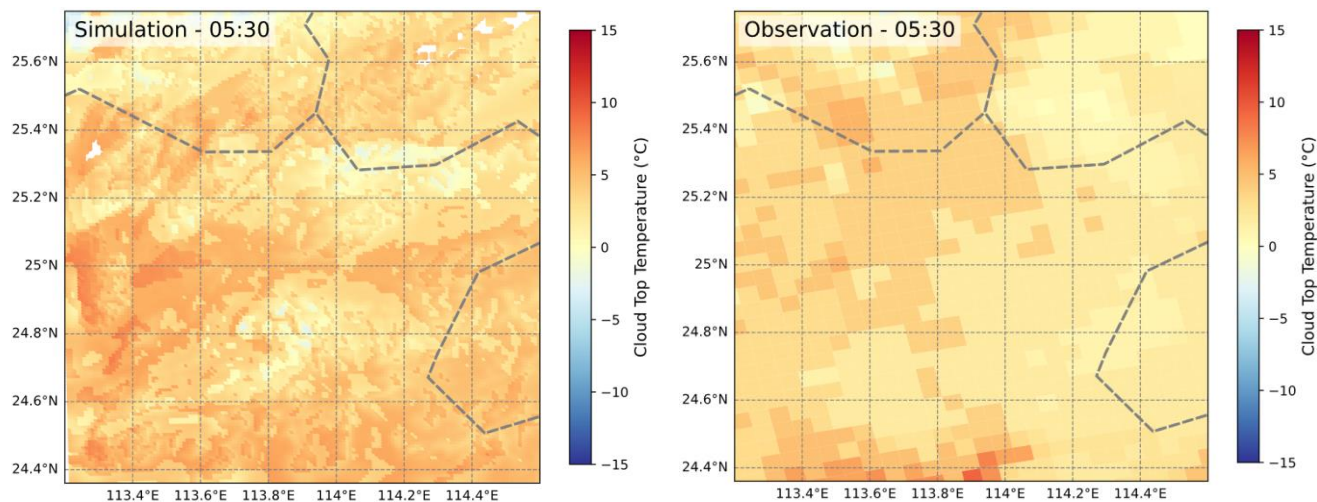 Simulation - 05:30
25.6°N
25.4°N
25.2°N
25°N
24.8°N
24.6°N
24.4°N
113.4°E 113.6°E 113.8°E 114°E 114.2°E 114.4°E
15
10
5
0
−5
−10
−15
Cloud Top Temperature (°C)
Observation - 05:30
25.6°N
25.4°N
25.2°N
25°N
24.8°N
24.6°N
24.4°N
113.4°E 113.6°E 113.8°E 114°E 114.2°E 114.4°E
15
10
5
0
−5
−10
−15
Cloud Top Temperature (°C)